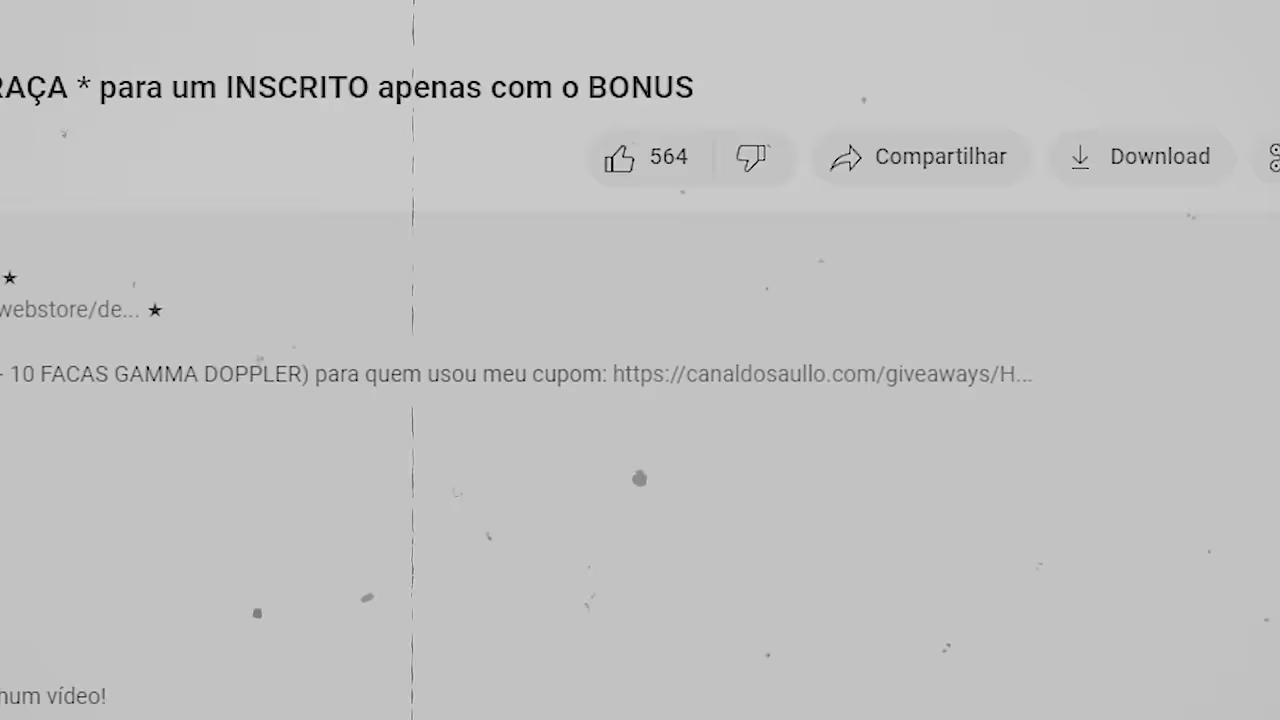 RAÇA * para um INSCRITO apenas com o BONUS
564 Compartilhar Download
★
webstore/de... ★
- 10 FACAS GAMMA DOPPLER) para quem usou meu cupom: https://canaldosaullo.com/giveaways/H...
hum vídeo!